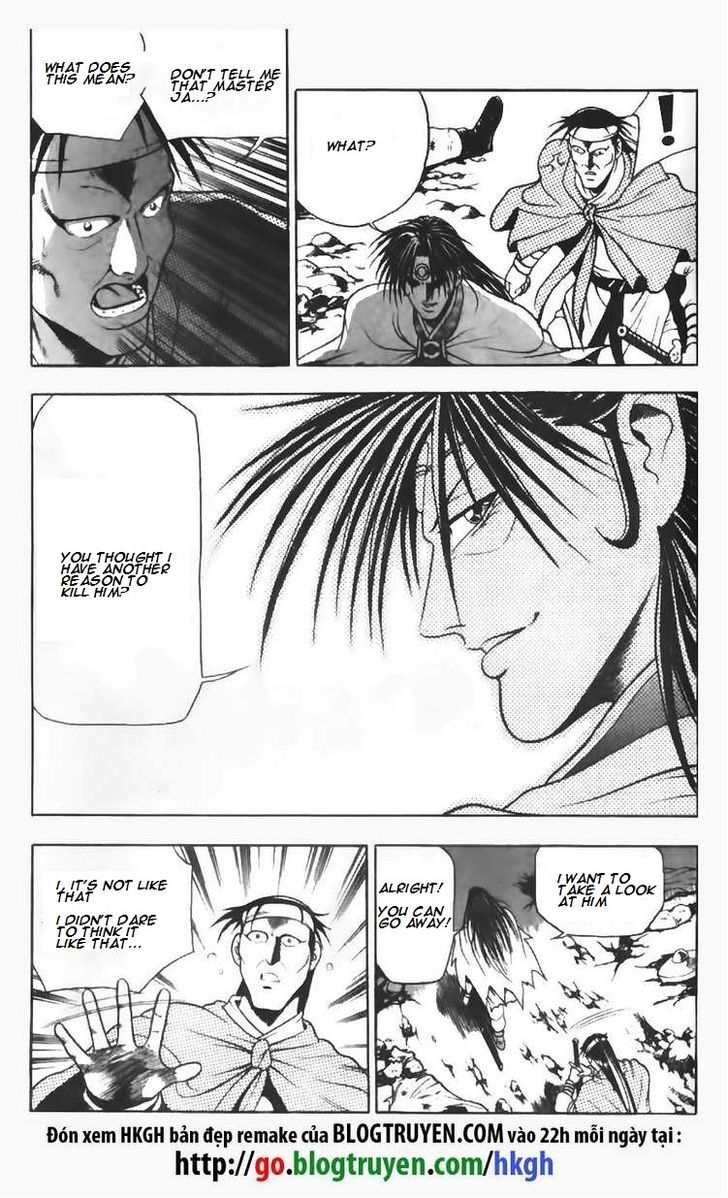 WHAT DOES
THIS MEAN?
DON'T TELL ME
THAT MASTER
JA...?
WHAT?
!
YOU THOUGHT I
HAVE ANOTHER
REASON TO
KILL HIM?
I, IT'S NOT LIKE
THAT
I DIDN'T DARE
TO THINK IT
LIKE THAT...
ALRIGHT!
YOU CAN
GO AWAY!
I WANT TO
TAKE A LOOK
AT HIM
Đón xem HKGH bản đẹp remake của BLOGTRUYEN.COM vào 22h mỗi ngày tại :
http://go.blogtruyen.com/hkgh